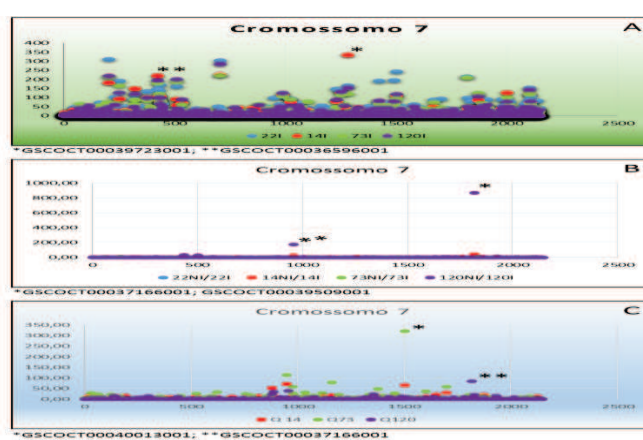 Cromossomo 7
A
400
350
300
250
200
150
100
50
0
* *
*
0 500 1000 1500 2000 2500
22I 14I 73I 120I
*GSCOCT00039723001; **GSCOCT00036596001
Cromossomo 7
B
1000,00
800,00
600,00
400,00
200,00
0,00
* *
*
0 500 1000 1500 2000 2500
22NI/22I 14NI/14I 73NI/73I 120NI/120I
*GSCOCT00037166001; GSCOCT00039509001
Cromossomo 7
C
350,00
300,00
250,00
200,00
150,00
100,00
50,00
0,00
*
* *
0 500 1000 1500 2000 2500
Q 14 Q73 Q120
*GSCOCT00040013001; **GSCOCT00037166001